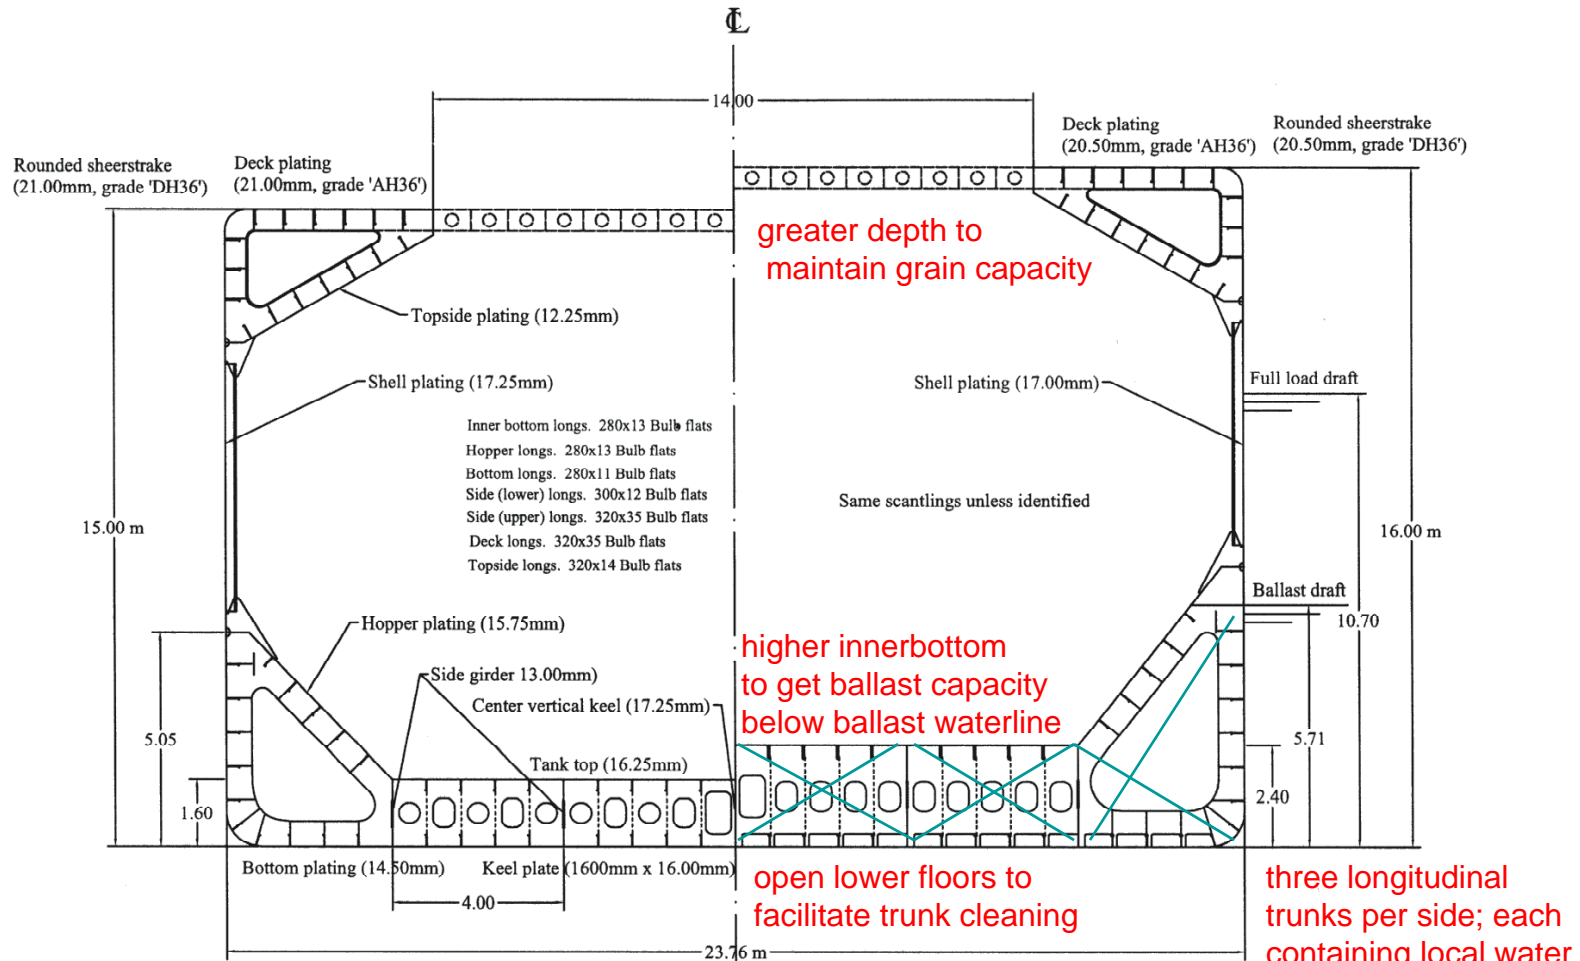 ℄
14.00
Deck plating
(20.50mm, grade 'AH36')
Rounded sheerstrake
(20.50mm, grade 'DH36')
Rounded sheerstrake
(21.00mm, grade 'DH36')
Deck plating
(21.00mm, grade 'AH36')
greater depth to
maintain grain capacity
Topside plating (12.25mm)
Shell plating (17.25mm)
Shell plating (17.00mm)
Full load draft
Inner bottom longs. 280x13 Bulb flats
Hopper longs. 280x13 Bulb flats
Bottom longs. 280x11 Bulb flats
Side (lower) longs. 300x12 Bulb flats
Side (upper) longs. 320x35 Bulb flats
Deck longs. 320x35 Bulb flats
Topside longs. 320x14 Bulb flats
Same scantlings unless identified
15.00 m
16.00 m
Ballast draft
10.70
Hopper plating (15.75mm)
higher innerbottom
to get ballast capacity
below ballast waterline
Side girder 13.00mm)
Center vertical keel (17.25mm)
5.05
5.71
Tank top (16.25mm)
1.60
2.40
Bottom plating (14.50mm)
Keel plate (1600mm x 16.00mm)
4.00
open lower floors to
facilitate trunk cleaning
three longitudinal
trunks per side; each
containing local water
23.76 m